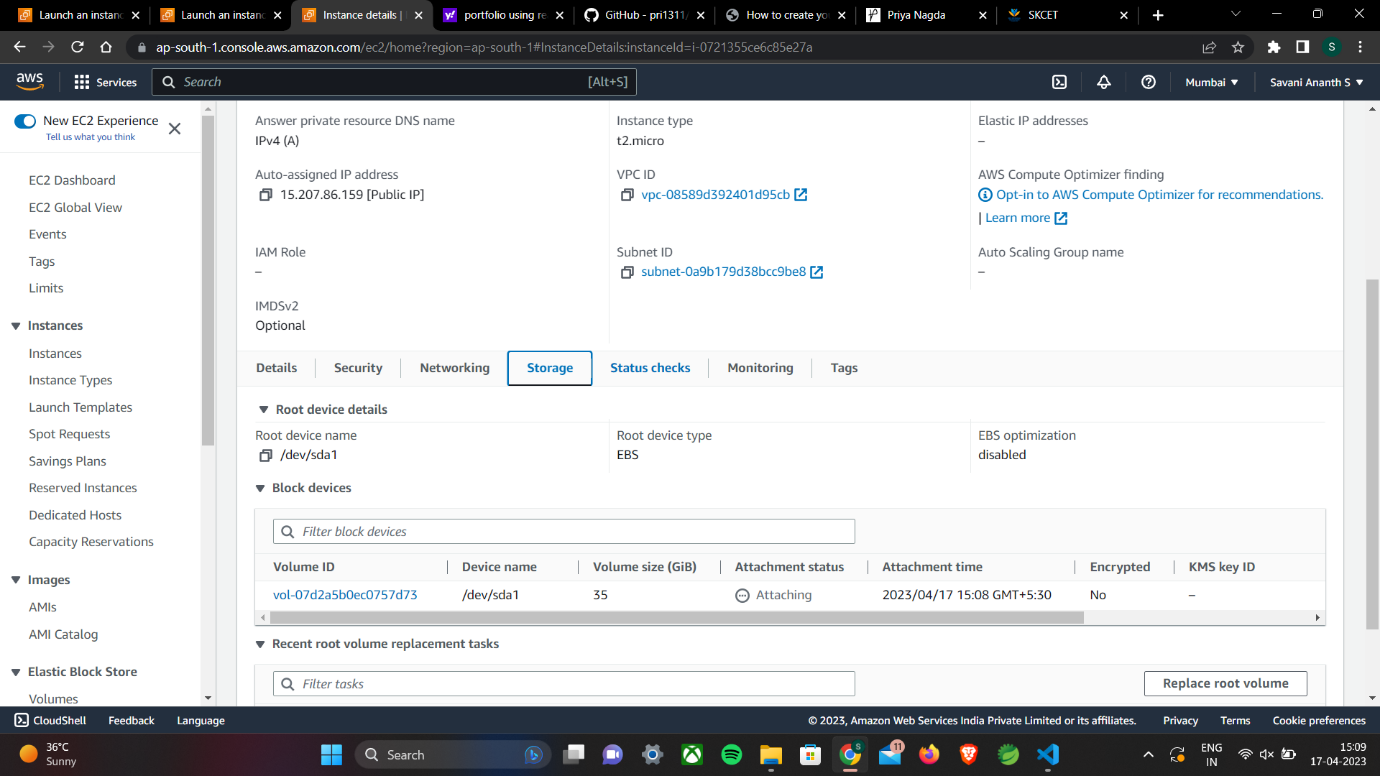 Launch an instanc
Launch an instanc
Instance details |
portfolio using re
GitHub - pri1311/
How to create yo
Priya Nagda
SKCET
ap-south-1.console.aws.amazon.com/ec2/home?region=ap-south-1#InstanceDetails:instanceId=i-0721355ce6c85e27a
S
aws
Services
Search
[Alt+S]
Mumbai
Savani Ananth S
New EC2 Experience
Tell us what you think
EC2 Dashboard
EC2 Global View
Events
Tags
Limits
Instances
Instances
Instance Types
Launch Templates
Spot Requests
Savings Plans
Reserved Instances
Dedicated Hosts
Capacity Reservations
Images
AMIs
AMI Catalog
Elastic Block Store
Volumes
Answer private resource DNS name
IPv4 (A)
Instance type
t2.micro
Elastic IP addresses
–
Auto-assigned IP address
15.207.86.159 [Public IP]
VPC ID
vpc-08589d392401d95cb
AWS Compute Optimizer finding
Opt-in to AWS Compute Optimizer for recommendations.
| Learn more
IAM Role
–
Subnet ID
subnet-0a9b179d38bcc9be8
Auto Scaling Group name
–
IMDSv2
Optional
Details
Security
Networking
Storage
Status checks
Monitoring
Tags
Root device details
Root device name
/dev/sda1
Root device type
EBS
EBS optimization
disabled
Block devices
Filter block devices
Volume ID
Device name
Volume size (GiB)
Attachment status
Attachment time
Encrypted
KMS key ID
vol-07d2a5b0ec0757d73
/dev/sda1
35
Attaching
2023/04/17 15:08 GMT+5:30
No
–
Recent root volume replacement tasks
Filter tasks
Replace root volume
CloudShell
Feedback
Language
© 2023, Amazon Web Services India Private Limited or its affiliates.
Privacy
Terms
Cookie preferences
36°C
Sunny
Search
11
ENG
IN
15:09
17-04-2023